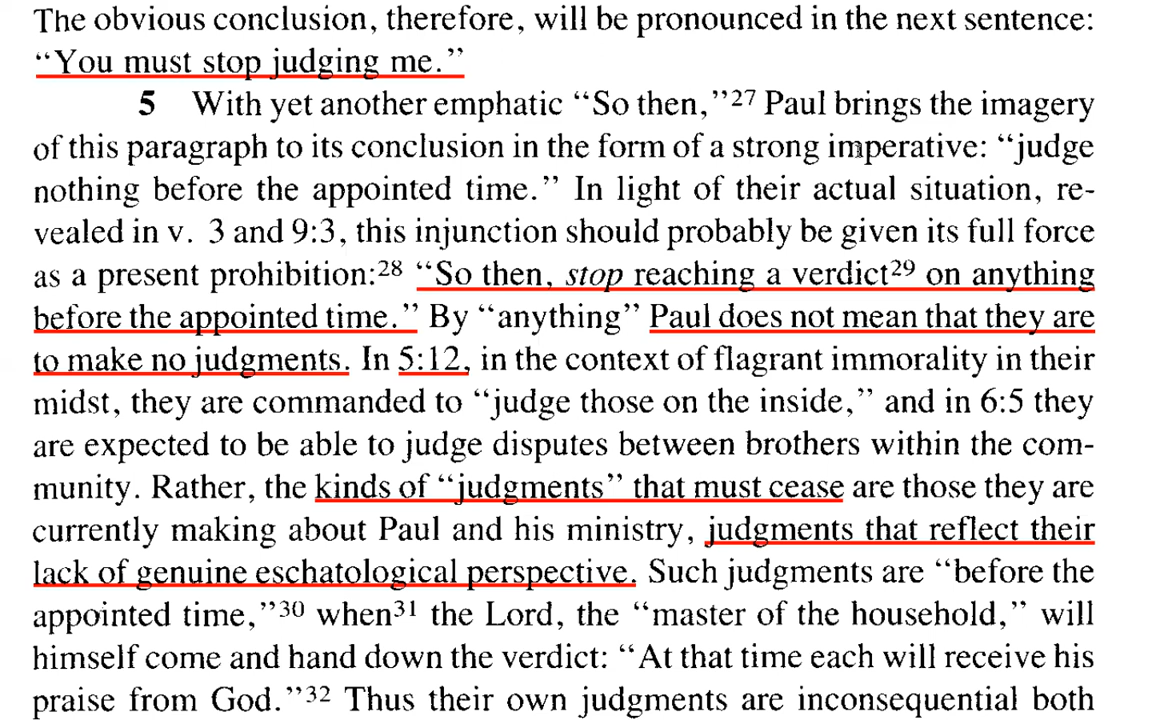 The obvious conclusion, therefore, will be pronounced in the next sentence:
“You must stop judging me.”
5 With yet another emphatic “So then,”27 Paul brings the imagery
of this paragraph to its conclusion in the form of a strong imperative: “judge
nothing before the appointed time.” In light of their actual situation, re-
vealed in v. 3 and 9:3, this injunction should probably be given its full force
as a present prohibition:28 “So then, stop reaching a verdict29 on anything
before the appointed time.” By “anything” Paul does not mean that they are
to make no judgments. In 5:12, in the context of flagrant immorality in their
midst, they are commanded to “judge those on the inside,” and in 6:5 they
are expected to be able to judge disputes between brothers within the com-
munity. Rather, the kinds of “judgments” that must cease are those they are
currently making about Paul and his ministry, judgments that reflect their
lack of genuine eschatological perspective. Such judgments are “before the
appointed time,”30 when31 the Lord, the “master of the household,” will
himself come and hand down the verdict: “At that time each will receive his
praise from God.”32 Thus their own judgments are inconsequential both